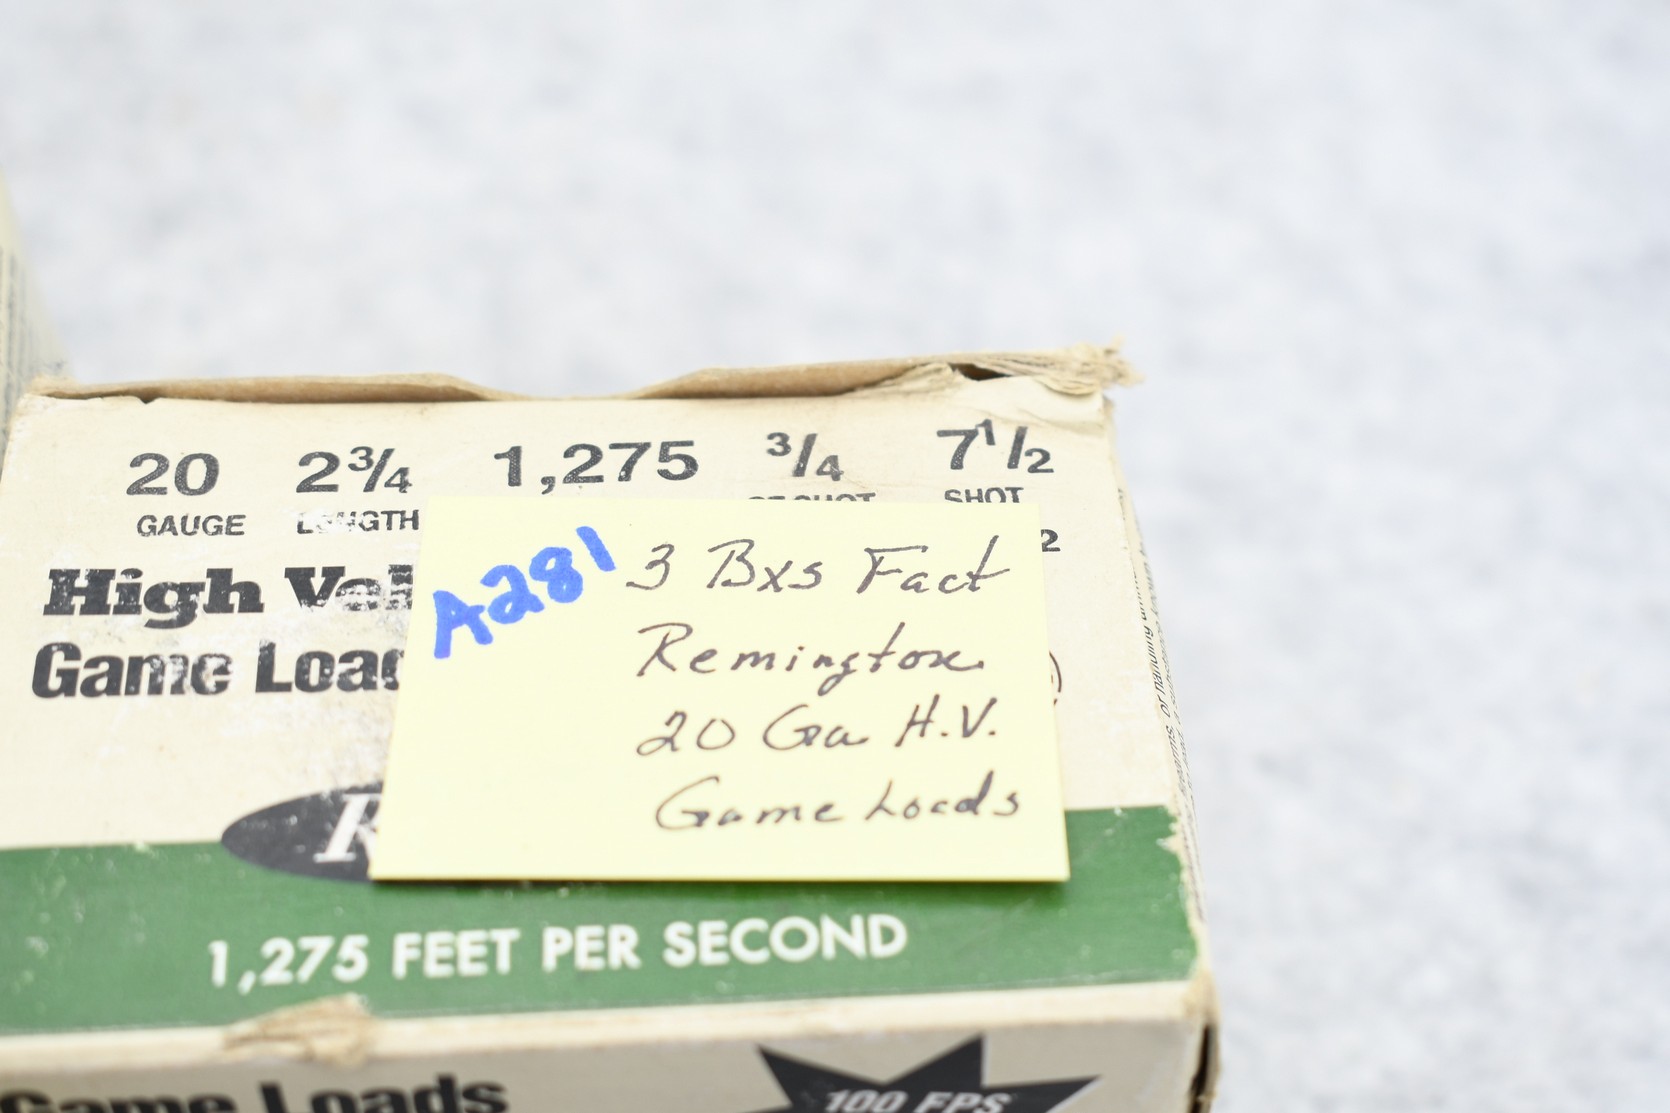 20 2¾ 1,275 ¾ 7½
GAUGE LENGTH SHOT
High Vel
Game Load
A281
3 Bxs Fact
Remington
20 Ga H.V.
Game Loads
1,275 FEET PER SECOND
Game Loads
100 FPS